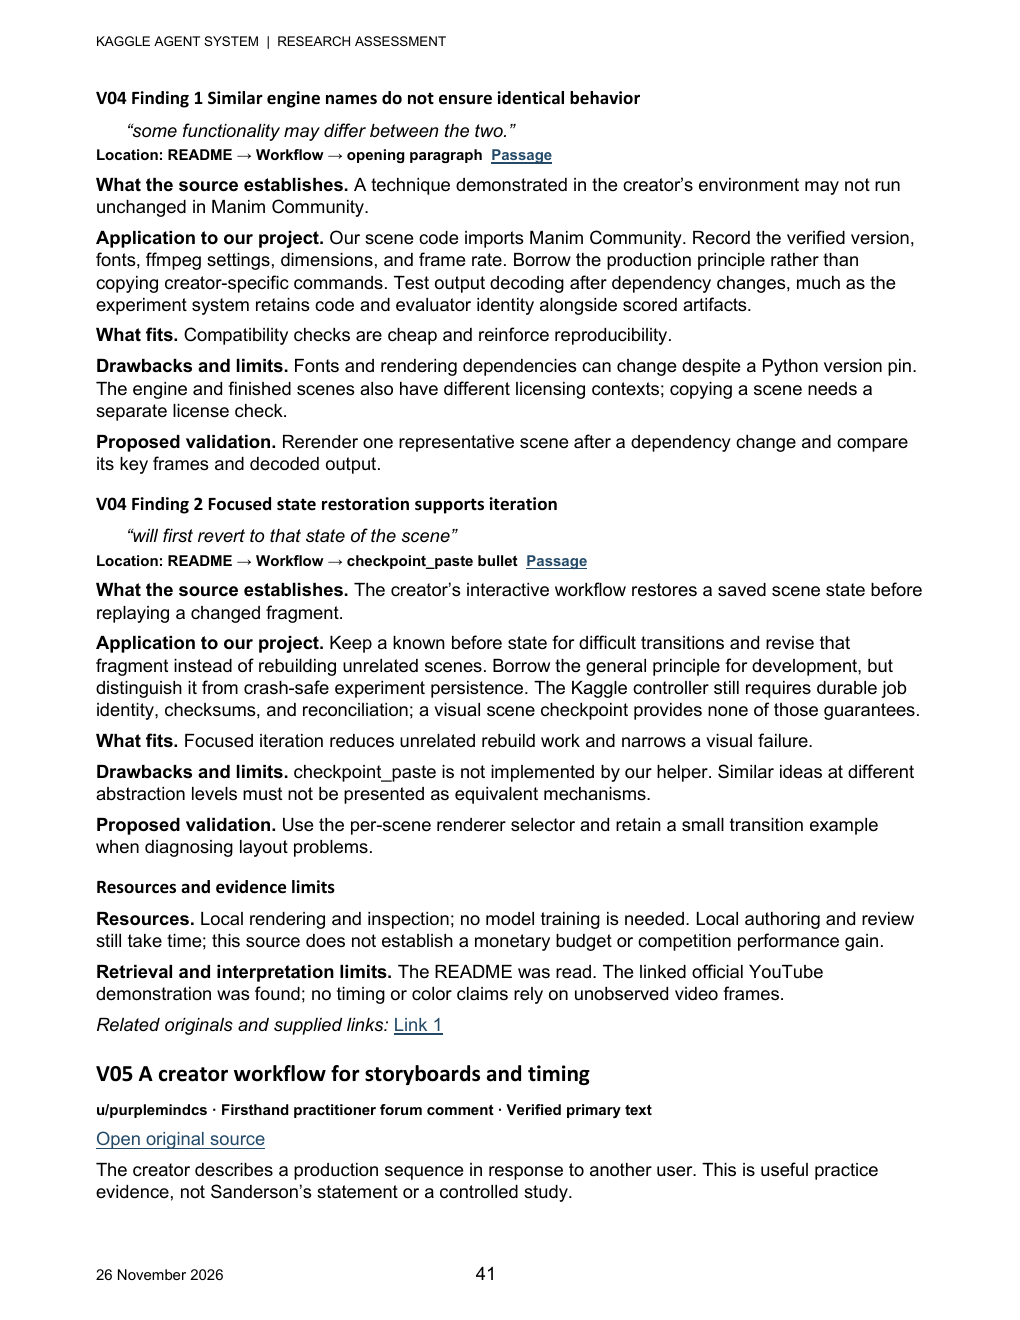 KAGGLE AGENT SYSTEM | RESEARCH ASSESSMENT
V04 Finding 1 Similar engine names do not ensure identical behavior
“some functionality may differ between the two.”
Location: README → Workflow → opening paragraph Passage
What the source establishes. A technique demonstrated in the creator’s environment may not run
unchanged in Manim Community.
Application to our project. Our scene code imports Manim Community. Record the verified version,
fonts, ffmpeg settings, dimensions, and frame rate. Borrow the production principle rather than
copying creator-specific commands. Test output decoding after dependency changes, much as the
experiment system retains code and evaluator identity alongside scored artifacts.
What fits. Compatibility checks are cheap and reinforce reproducibility.
Drawbacks and limits. Fonts and rendering dependencies can change despite a Python version pin.
The engine and finished scenes also have different licensing contexts; copying a scene needs a
separate license check.
Proposed validation. Rerender one representative scene after a dependency change and compare
its key frames and decoded output.
V04 Finding 2 Focused state restoration supports iteration
“will first revert to that state of the scene”
Location: README → Workflow → checkpoint_paste bullet Passage
What the source establishes. The creator’s interactive workflow restores a saved scene state before
replaying a changed fragment.
Application to our project. Keep a known before state for difficult transitions and revise that
fragment instead of rebuilding unrelated scenes. Borrow the general principle for development, but
distinguish it from crash-safe experiment persistence. The Kaggle controller still requires durable job
identity, checksums, and reconciliation; a visual scene checkpoint provides none of those guarantees.
What fits. Focused iteration reduces unrelated rebuild work and narrows a visual failure.
Drawbacks and limits. checkpoint_paste is not implemented by our helper. Similar ideas at different
abstraction levels must not be presented as equivalent mechanisms.
Proposed validation. Use the per-scene renderer selector and retain a small transition example
when diagnosing layout problems.
Resources and evidence limits
Resources. Local rendering and inspection; no model training is needed. Local authoring and review
still take time; this source does not establish a monetary budget or competition performance gain.
Retrieval and interpretation limits. The README was read. The linked official YouTube
demonstration was found; no timing or color claims rely on unobserved video frames.
Related originals and supplied links: Link 1
V05 A creator workflow for storyboards and timing
u/purplemindcs · Firsthand practitioner forum comment · Verified primary text
Open original source
The creator describes a production sequence in response to another user. This is useful practice
evidence, not Sanderson’s statement or a controlled study.
26 November 2026 41